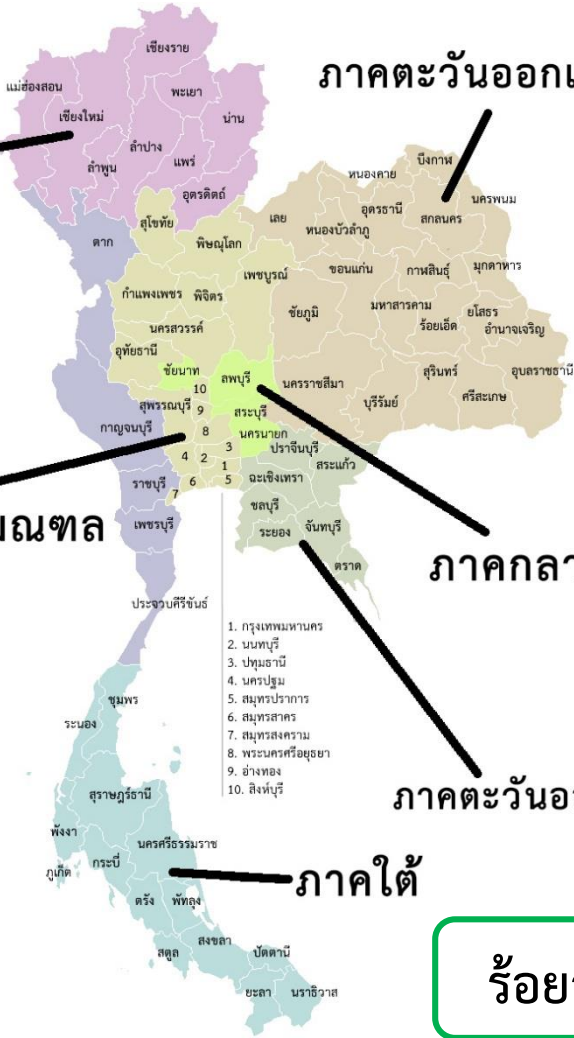 เชียงราย
ภาคตะวันออก
แม่ฮ่องสอน
พะเยา
เชียงใหม่
น่าน
ลำปาง
ลำพูน
แพร่
อุตรดิตถ์
บึงกาฬ
หนองคาย
นครพนม
เลย
อุดรธานี
สกลนคร
หนองบัวลำภู
สุโขทัย
ตาก
พิษณุโลก
เพชบูรณ์
ขอนแก่น
กาฬสินธุ์
มุกดาหาร
กำแพงเพชร
พิจิตร
ชัยภูมิ
มหาสารคาม
ร้อยเอ็ด
ยโสธร
อำนาจเจริญ
นครสวรรค์
อุทัยธานี
ชัยนาท
ลพบุรี
นครราชสีมา
บุรีรัมย์
สุรินทร์
ศรีสะเกษ
อุบลราชธานี
10
สุพรรณบุรี
9
สระบุรี
กาญจนบุรี
8
นครนายก
3
ปราจีนบุรี
สระแก้ว
4
2
1
ฉะเชิงเทรา
ราชบุรี
6
5
7
ชลบุรี
เพชรบุรี
ระยอง
จันทบุรี
มณฑล
ตราด
ภาคกลา
ประจวบคีรีขันธ์
1. กรุงเทพมหานคร
2. นนทบุรี
3. ปทุมธานี
4. นครปฐม
5. สมุทรปราการ
6. สมุทรสาคร
7. สมุทรสงคราม
8. พระนครศรีอยุธยา
9. อ่างทอง
10. สิงห์บุรี
ชุมพร
ระนอง
สุราษฎร์ธานี
ภาคตะวันอ
พังงา
นครศรีธรรมราช
กระบี่
ภูเก็ต
ภาคใต้
ตรัง
พัทลุง
สงขลา
สตูล
ปัตตานี
ยะลา
นราธิวาส
ร้อย